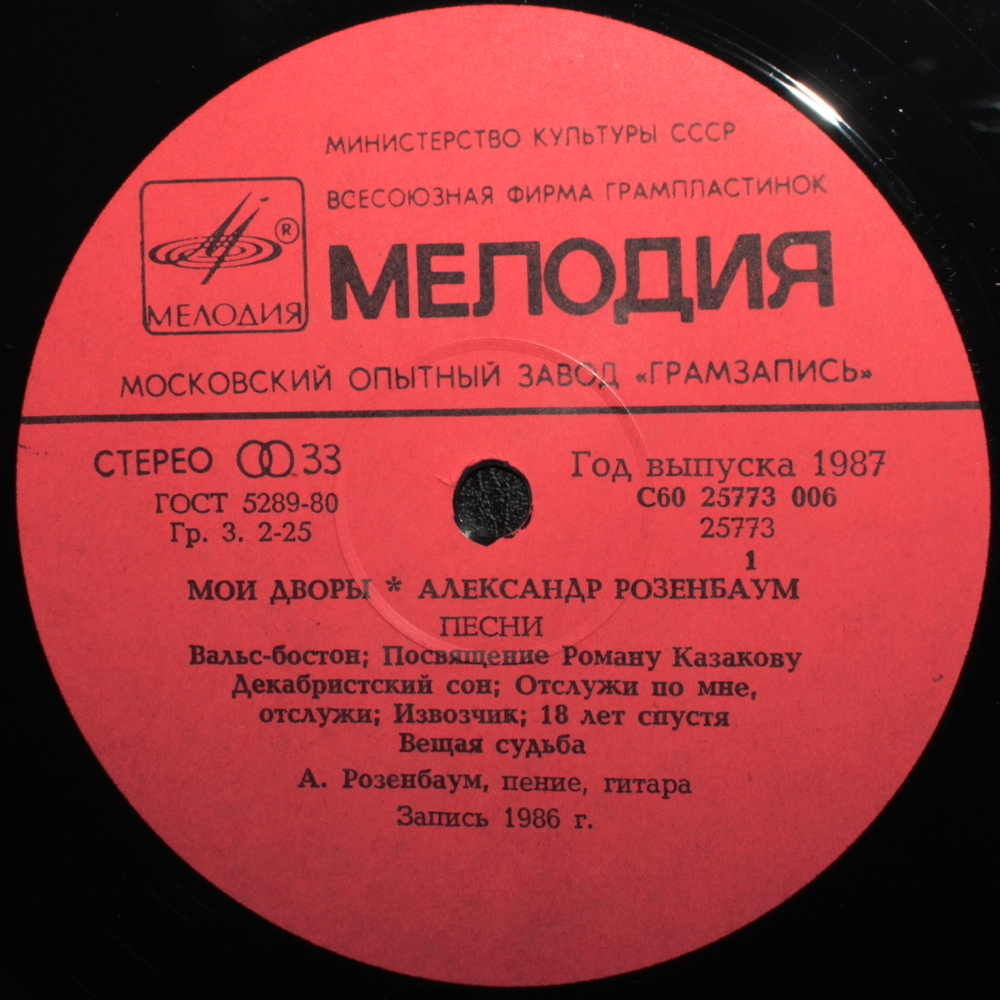 МИНИСТЕРСТВО КУЛЬТУРЫ СССР
ВСЕСОЮЗНАЯ ФИРМА ГРАМПЛАСТИНОК
®
МЕЛОДИЯ
МЕЛОДИЯ
МОСКОВСКИЙ ОПЫТНЫЙ ЗАВОД «ГРАМЗАПИСЬ»
СТЕРЕО 33
ГОСТ 5289-80
Гр. 3. 2-25
Год выпуска 1987
С60 25773 006
25773
1
МОИ ДВОРЫ * АЛЕКСАНДР РОЗЕНБАУМ
ПЕСНИ
Вальс-бостон; Посвящение Роману Казакову
Декабристский сон; Отслужи по мне,
отслужи; Извозчик; 18 лет спустя
Вещая судьба
А. Розенбаум, пение, гитара
Запись 1986 г.